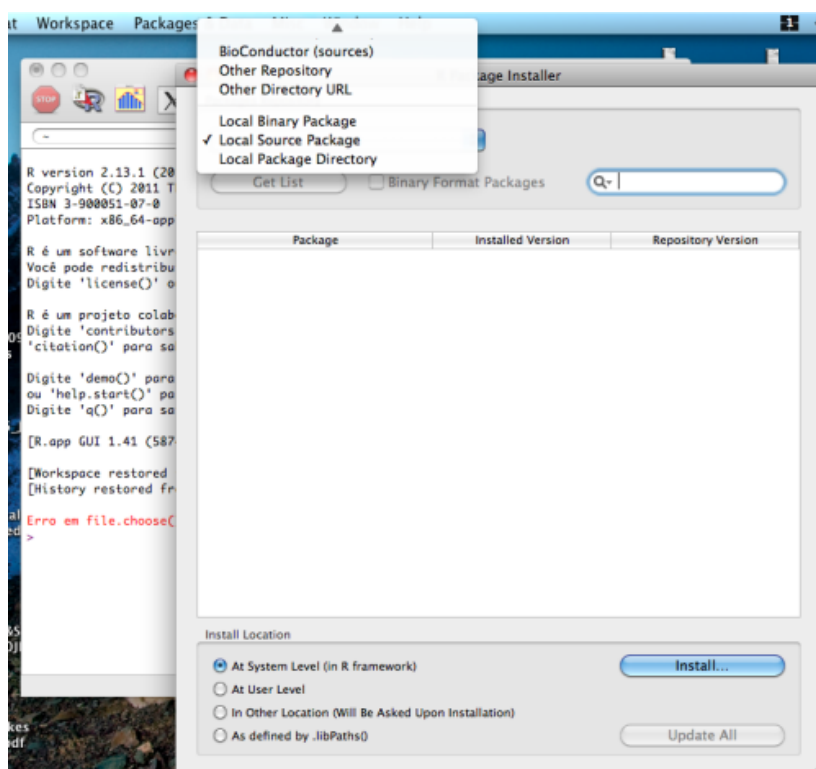 Workspace Packages
BioConductor (sources)
Other Repository
Other Directory URL
Local Binary Package
✓ Local Source Package
Local Package Directory
Installer
STOP
X
~
Get List
Binary Format Packages
Q-
Package Installed Version Repository Version
R version 2.13.1 (20
Copyright (C) 2011 T
ISBN 3-900051-07-0
Platform: x86_64-app
R é um software livr
Você pode redistribu
Digite 'license()' o
R é um projeto colab
Digite 'contributors
'citation()' para sa
Digite 'demo()' para
ou 'help.start()' pa
Digite 'q()' para sa
[R.app GUI 1.41 (587
[Workspace restored
[History restored fr
Erro em file.choose(
>
Install Location
At System Level (in R framework)
At User Level
In Other Location (Will Be Asked Upon Installation)
As defined by .libPaths()
Install...
Update All